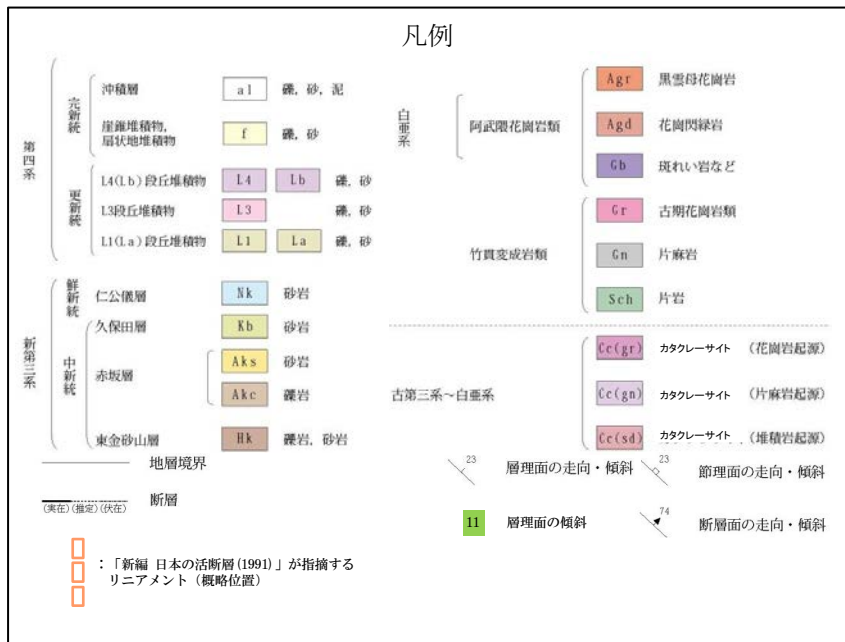 凡例
第四系
完新統
沖積層 al 礫, 砂, 泥
崖錐堆積物,
扇状地堆積物 f 礫, 砂
更新統
L4(Lb)段丘堆積物 L4 Lb 礫, 砂
L3段丘堆積物 L3 礫, 砂
L1(La)段丘堆積物 L1 La 礫, 砂
新第三系
鮮新統
仁公儀層 Nk 砂岩
中新統
久保田層 Kb 砂岩
赤坂層 Aks 砂岩
Akc 礫岩
東金砂山層 Hk 礫岩, 砂岩
地層境界
断層
(実在)(推定)(伏在)
:「新編 日本の活断層(1991)」が指摘する
リニアメント（概略位置）
白亜系
阿武隈花崗岩類
Agr 黒雲母花崗岩
Agd 花崗閃緑岩
Gb 斑れい岩など
竹貫変成岩類
Gr 古期花崗岩類
Gn 片麻岩
Sch 片岩
古第三系～白亜系
Cc(gr) カタクレーサイト （花崗岩起源）
Cc(gn) カタクレーサイト （片麻岩起源）
Cc(sd) カタクレーサイト （堆積岩起源）
23 層理面の走向・傾斜
23 節理面の走向・傾斜
11 層理面の傾斜
74 断層面の走向・傾斜